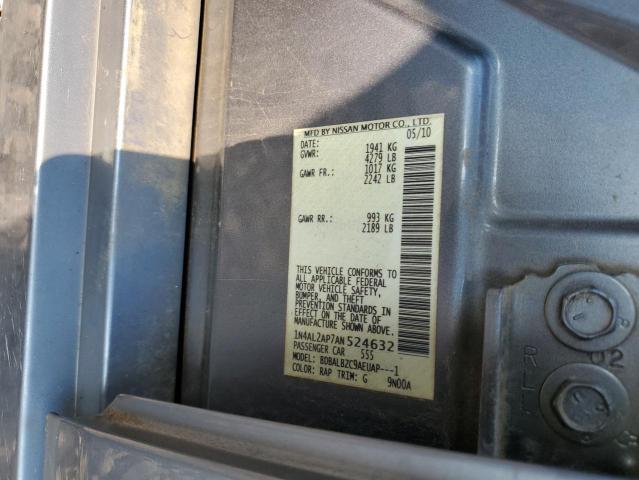 MFD BY NISSAN MOTOR CO., LTD.
DATE: 05/10
GVWR: 1941 KG
4279 LB
GAWR FR.: 1017 KG
2242 LB
GAWR RR.: 993 KG
2189 LB
THIS VEHICLE CONFORMS TO
ALL APPLICABLE FEDERAL
MOTOR VEHICLE SAFETY,
BUMPER, AND THEFT
PREVENTION STANDARDS IN
EFFECT ON THE DATE OF
MANUFACTURE SHOWN ABOVE.
1N4AL2AP7AN524632
PASSENGER CAR 555
MODEL: BDBALBZC9AEUAP---1
COLOR: RAP TRIM: G 9N00A